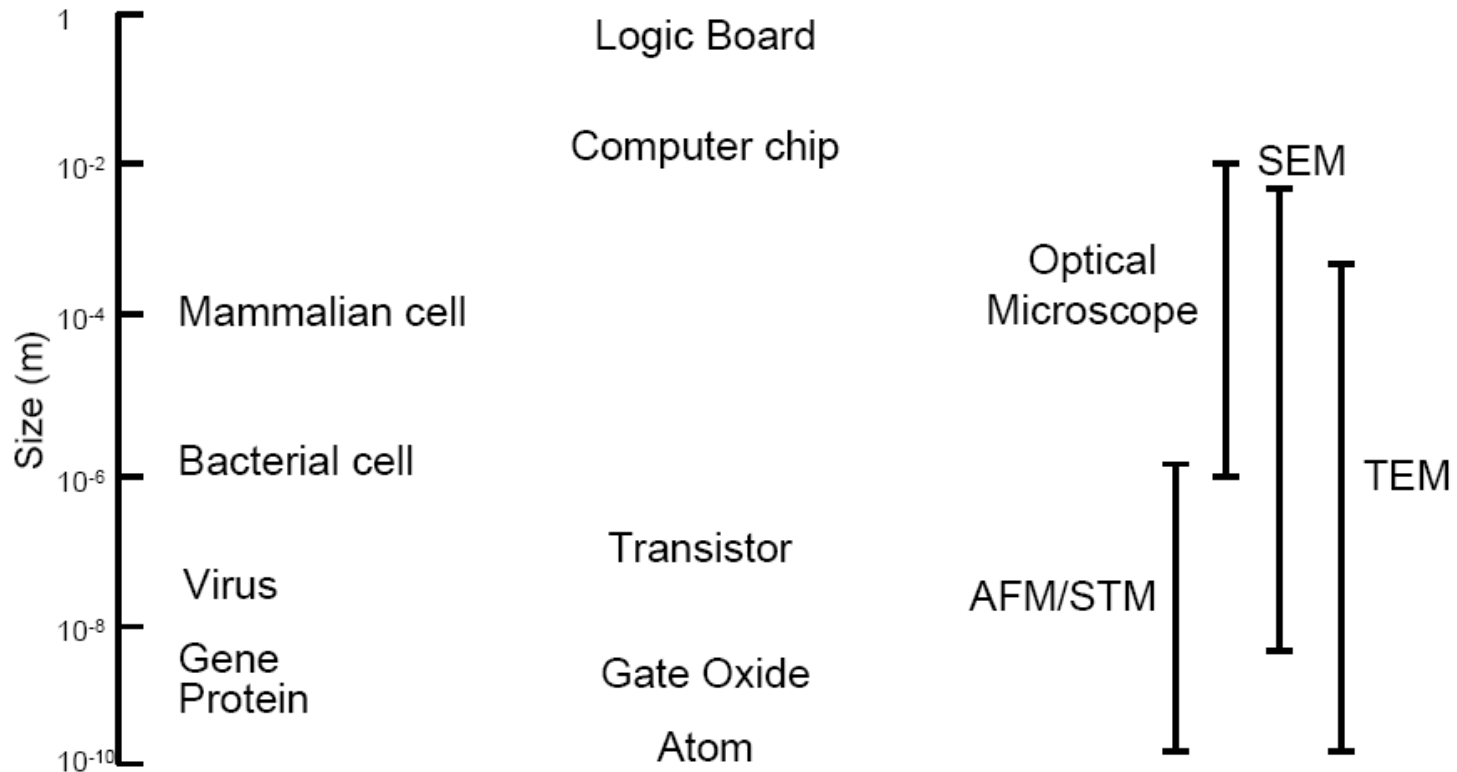 1
Logic Board
Computer chip
10-2
SEM
Optical
Microscope
10-4
Mammalian cell
Size (m)
Bacterial cell
10-6
TEM
Transistor
Virus
AFM/STM
10-8
Gene
Protein
Gate Oxide
Atom
10-10